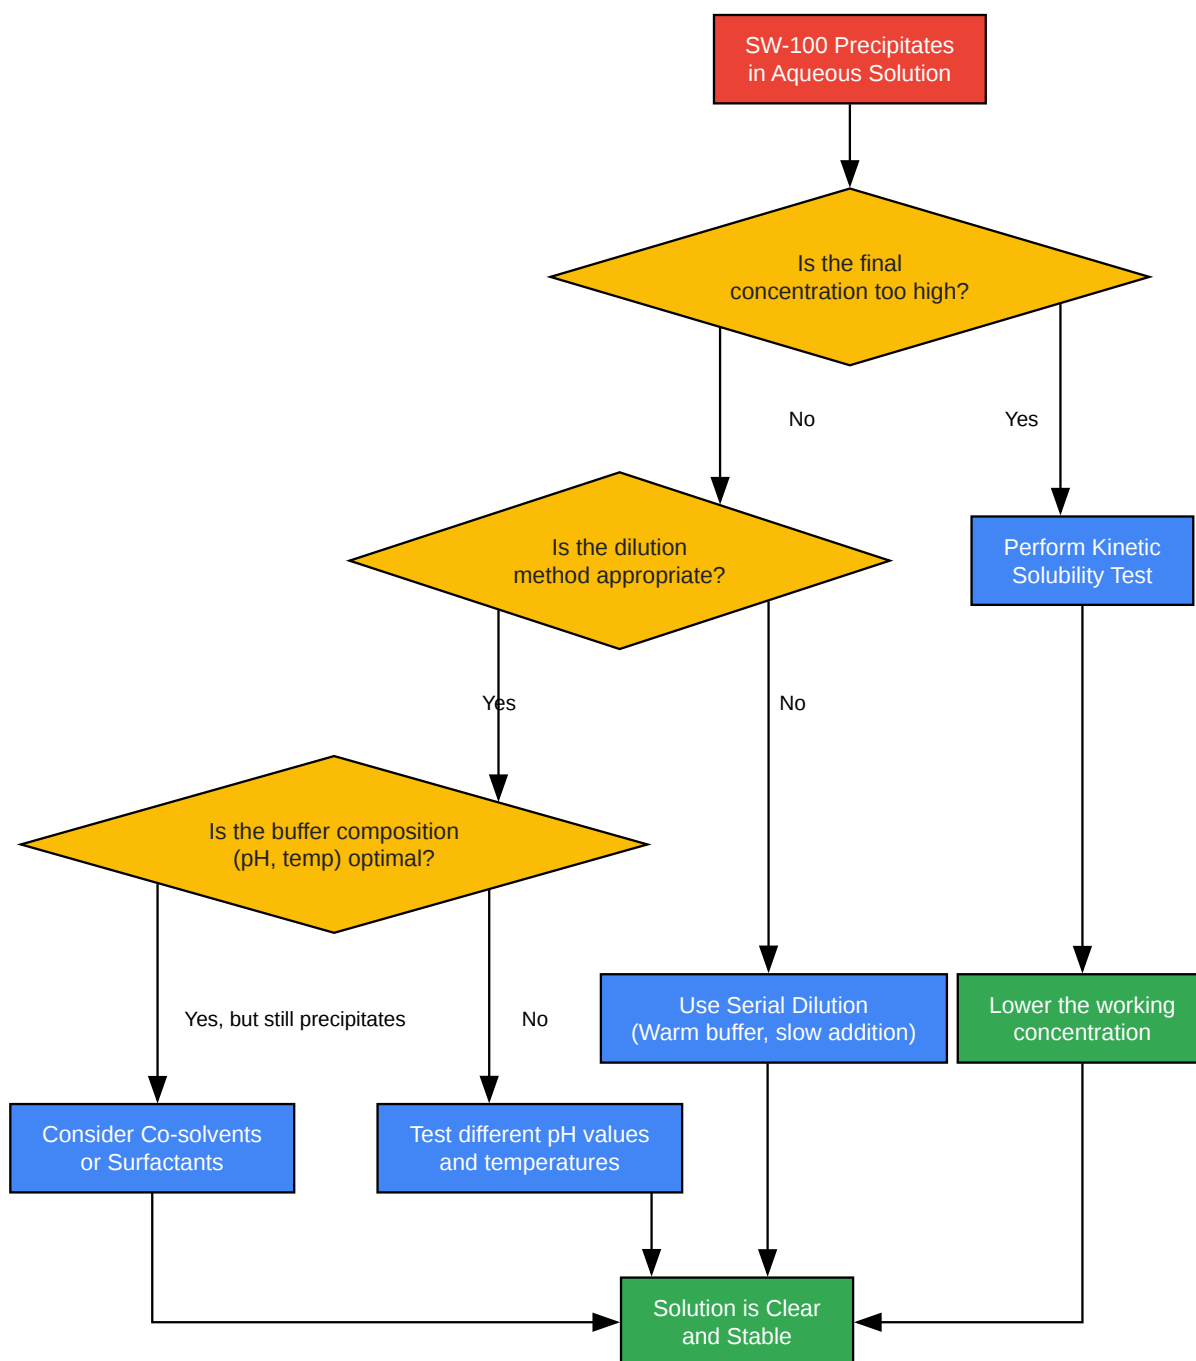 SW-100 Precipitates
in Aqueous Solution
Is the final
concentration too high?
No
Yes
Is the dilution
method appropriate?
Perform Kinetic
Solubility Test
Yes
No
Is the buffer composition
(pH, temp) optimal?
Yes, but still precipitates
No
Use Serial Dilution
(Warm buffer, slow addition)
Lower the working
concentration
Consider Co-solvents
or Surfactants
Test different pH values
and temperatures
Solution is Clear
and Stable